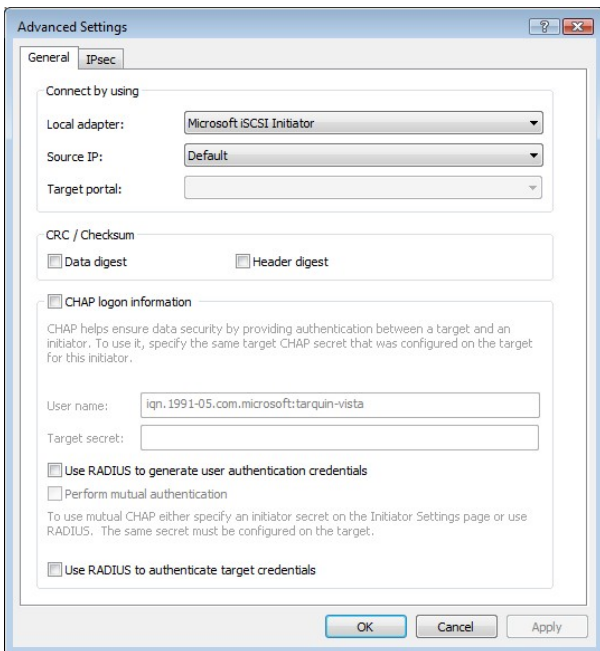 Advanced Settings
General IPsec
Connect by using
Local adapter: Microsoft iSCSI Initiator
Source IP: Default
Target portal:
CRC / Checksum
Data digest Header digest
CHAP logon information
CHAP helps ensure data security by providing authentication between a target and an
initiator. To use it, specify the same target CHAP secret that was configured on the target
for this initiator.
User name: iqn.1991-05.com.microsoft:tarquin-vista
Target secret:
Use RADIUS to generate user authentication credentials
Perform mutual authentication
To use mutual CHAP either specify an initiator secret on the Initiator Settings page or use
RADIUS. The same secret must be configured on the target.
Use RADIUS to authenticate target credentials
OK Cancel Apply